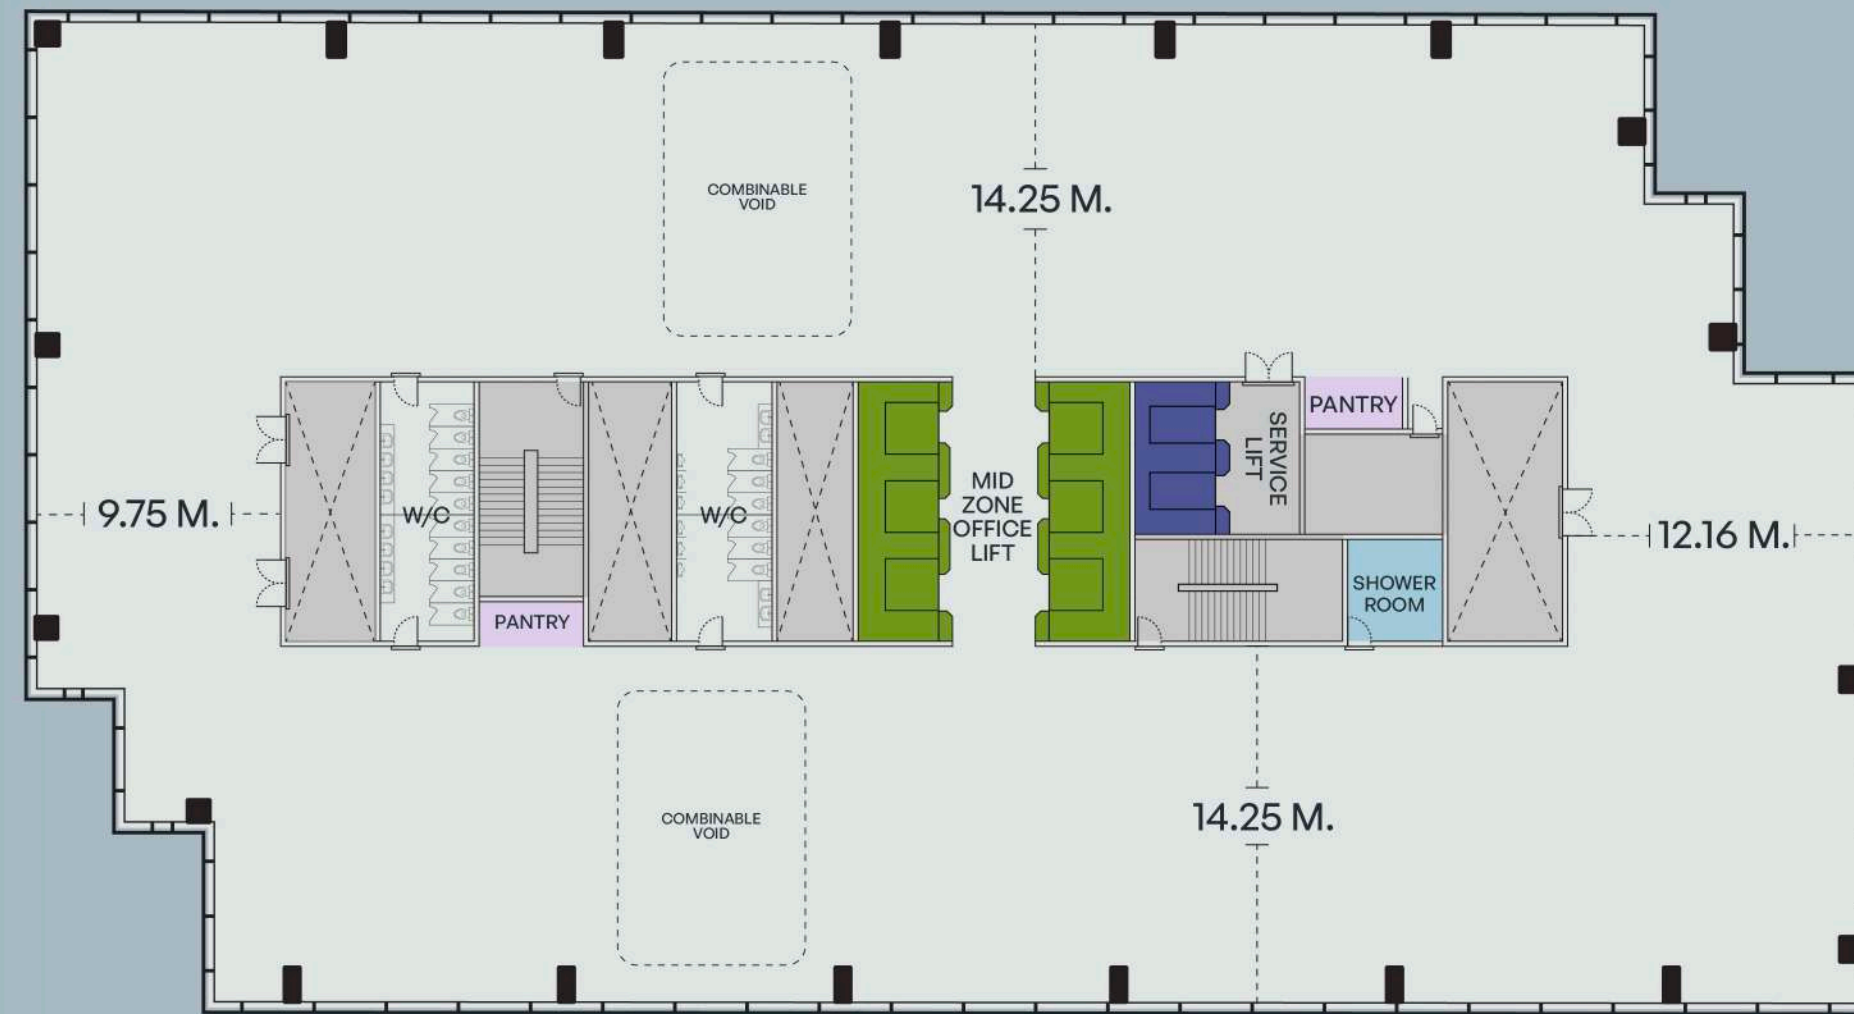 COMBINABLE
VOID
14.25 M.
PANTRY
SERVICE
LIFT
9.75 M.
W/C
W/C
MID
ZONE
OFFICE
LIFT
12.16 M.
SHOWER
ROOM
PANTRY
COMBINABLE
VOID
14.25 M.